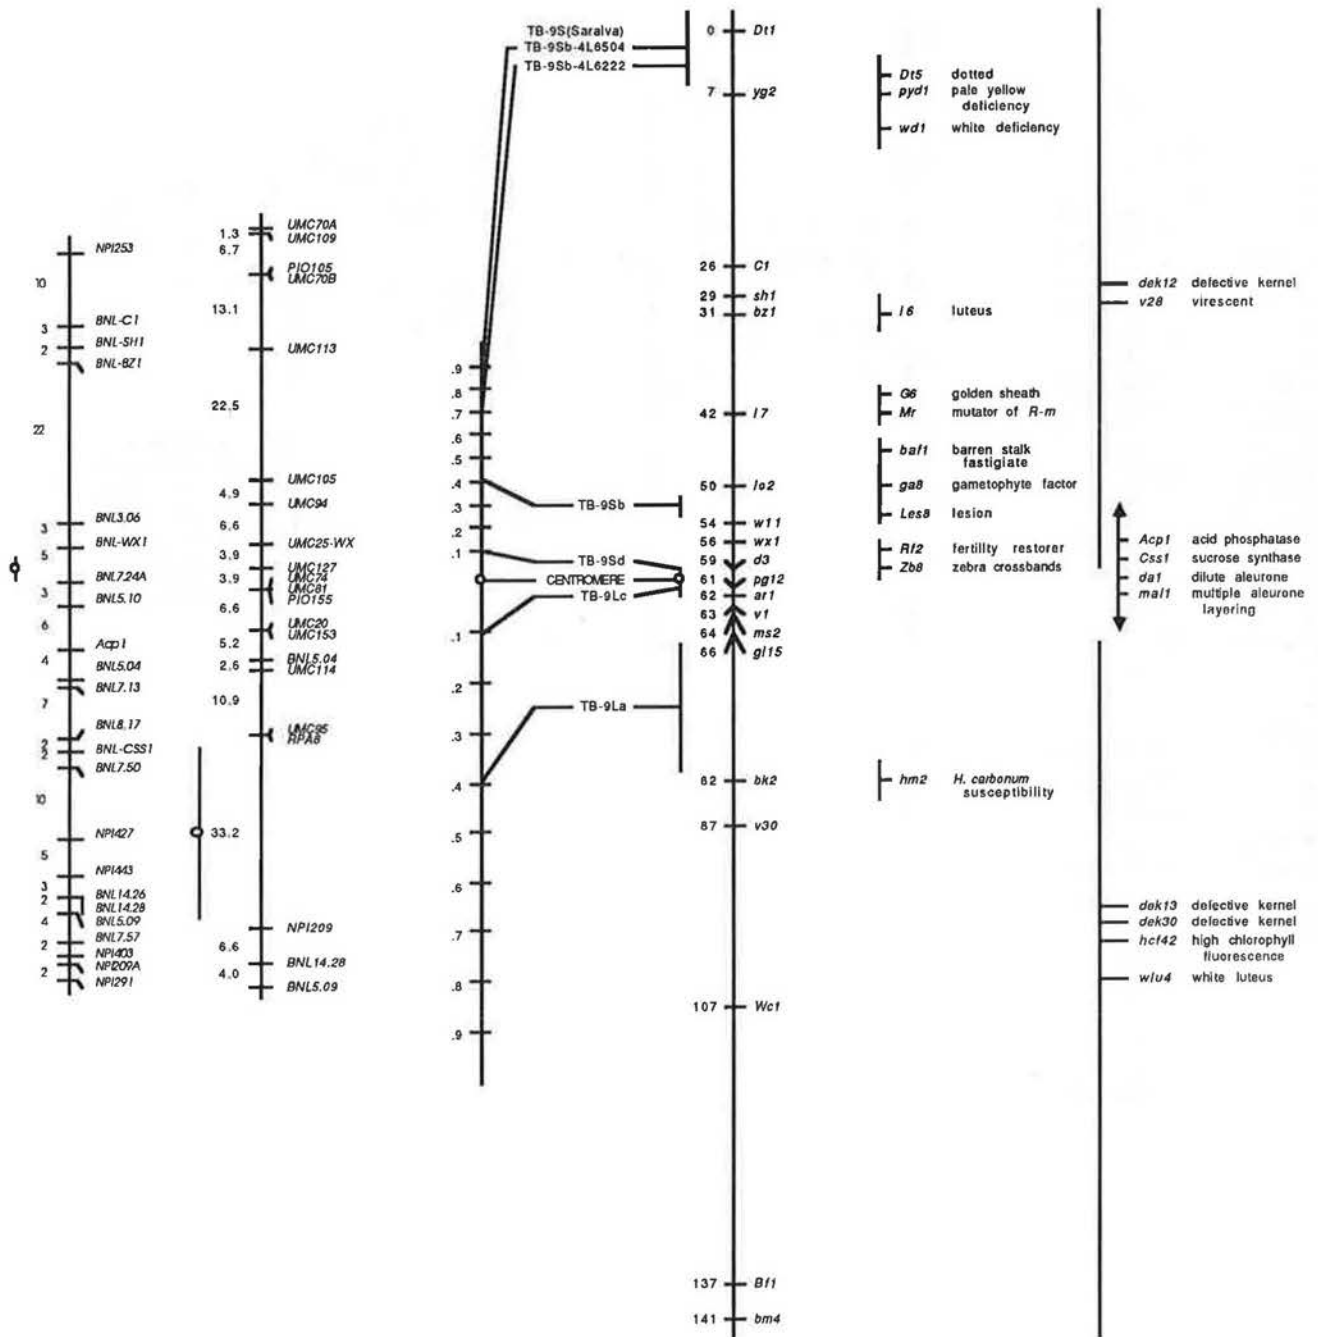 NPI253
10
BNL-C1
3
BNL-SH1
2
BNL-BZ1
22
BNL3.06
3
BNL-WX1
5
BNL7.24A
3
BNL5.10
6
Acp1
4
BNL5.04
BNL7.13
7
BNL8.17
2
BNL-CSS1
2
BNL7.50
10
NPI427
5
NPI443
3
BNL14.26
2
BNL14.28
4
BNL5.09
BNL7.57
2
NPI403
NPI209A
2
NPI291
UMC70A
1.3
UMC109
6.7
PIO105
UMC70B
13.1
UMC113
22.5
UMC105
4.9
UMC94
6.6
UMC25-WX
3.9
UMC127
UMC74
3.9
UMC81
PIO155
6.6
UMC20
UMC153
5.2
BNL5.04
2.6
UMC114
10.9
UMC95
RPA8
33.2
NPI209
6.6
BNL14.28
4.0
BNL5.09
.9
.8
.7
.6
.5
.4
.3
.2
.1
.1
.2
.3
.4
.5
.6
.7
.8
.9
TB-9S(Saraiva)
TB-9Sb-4L6504
TB-9Sb-4L6222
TB-9Sb
TB-9Sd
CENTROMERE
TB-9Lc
TB-9La
0 Dt1
7 yg2
26 C1
29 sh1
31 bz1
42 l7
50 lo2
54 w11
56 wx1
59 d3
61 pg12
62 ar1
63 v1
64 ms2
66 gl15
62 bk2
87 v30
107 Wc1
137 Bf1
141 bm4
Dt5 dotted
pyd1 pale yellow
deficiency
wd1 white deficiency
l6 luteus
G6 golden sheath
Mr mutator of R-m
baf1 barren stalk
fastigiate
ga8 gametophyte factor
Les8 lesion
Rf2 fertility restorer
Zb8 zebra crossbands
hm2 H. carbonum
susceptibility
dek12 defective kernel
v28 virescent
Acp1 acid phosphatase
Css1 sucrose synthase
da1 dilute aleurone
mal1 multiple aleurone
layering
dek13 defective kernel
dek30 defective kernel
hcf42 high chlorophyll
fluorescence
wlu4 white luteus